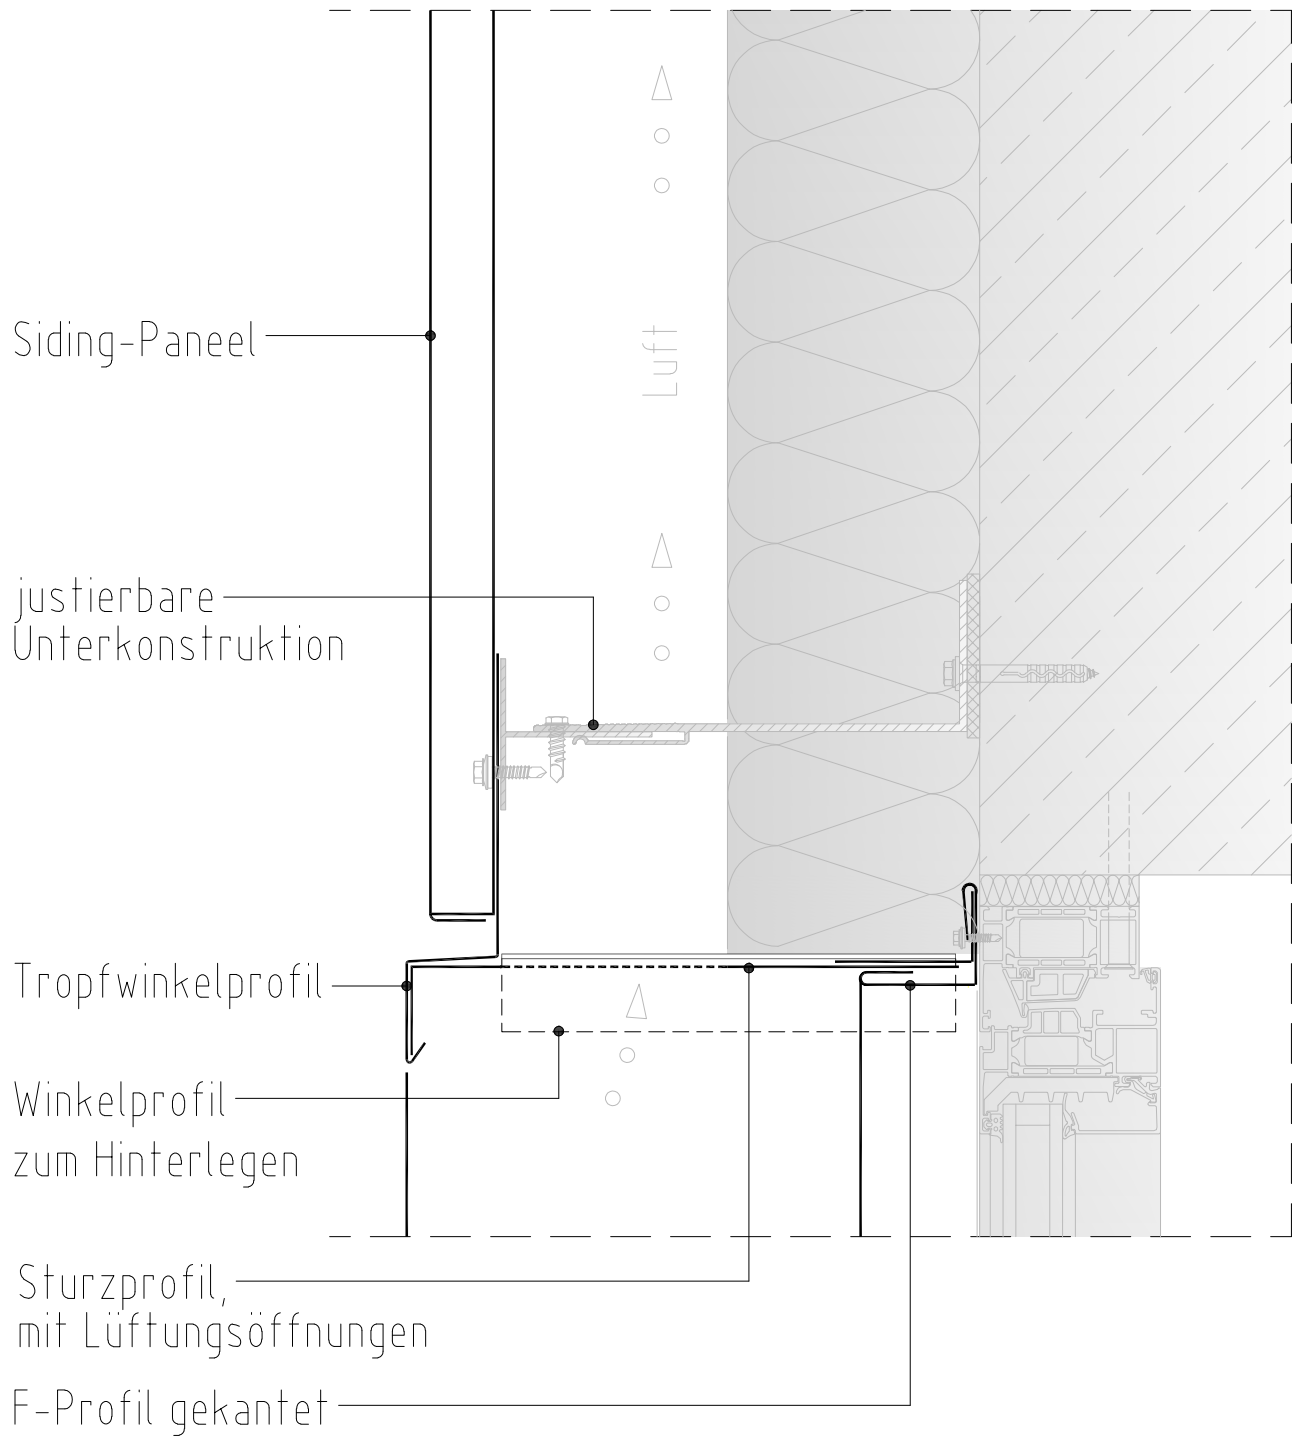 Luft
Siding-Paneel
justierbare
Unterkonstruktion
Tropfwinkelprofil
Winkelprofil
zum Hinterlegen
Sturzprofil,
mit Lüftungsöffnungen
F-Profil gekantet